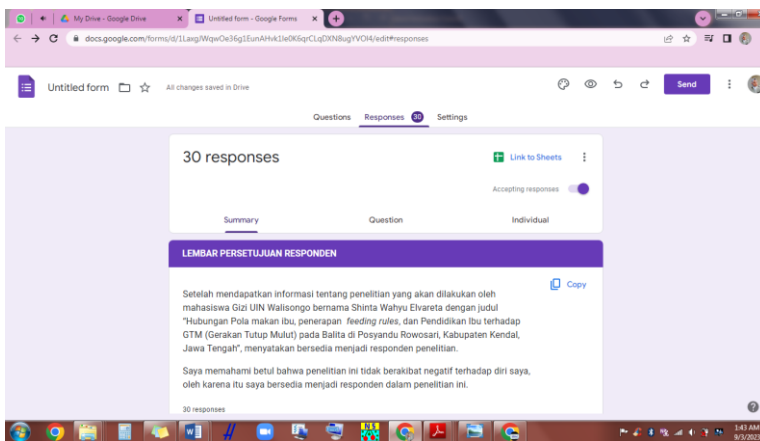 My Drive - Google Drive
Untitled form - Google Forms
docs.google.com/forms/d/1LaxgJWqwOe36g1EunAHvk1Ie0K6qrCLqDXN8ugYVOI4/edit#responses
Untitled form
All changes saved in Drive
Send
Questions
Responses 30
Settings
30 responses
Link to Sheets
Accepting responses
Summary
Question
Individual
LEMBAR PERSETUJUAN RESPONDEN
Copy
Setelah mendapatkan informasi tentang penelitian yang akan dilakukan oleh
mahasiswa Gizi UIN Walisongo bernama Shinta Wahyu Elvareta dengan judul
"Hubungan Pola makan ibu, penerapan feeding rules, dan Pendidikan Ibu terhadap
GTM (Gerakan Tutup Mulut) pada Balita di Posyandu Rowosari, Kabupaten Kendal,
Jawa Tengah", menyatakan bersedia menjadi responden penelitian.
Saya memahami betul bahwa penelitian ini tidak berakibat negatif terhadap diri saya,
oleh karena itu saya bersedia menjadi responden dalam penelitian ini.
30 responses
1:43 AM